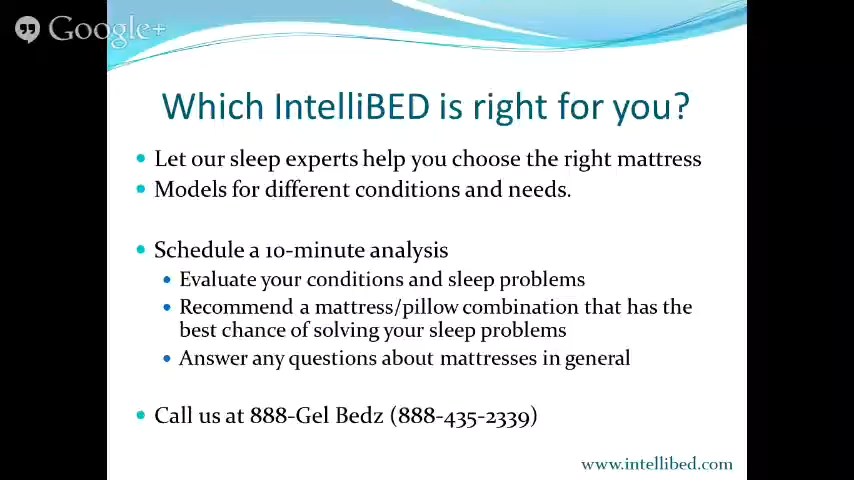 Google+
Which IntelliBED is right for you?
Let our sleep experts help you choose the right mattress
Models for different conditions and needs.
Schedule a 10-minute analysis
Evaluate your conditions and sleep problems
Recommend a mattress/pillow combination that has the
best chance of solving your sleep problems
Answer any questions about mattresses in general
Call us at 888-Gel Bedz (888-435-2339)
www.intellibed.com